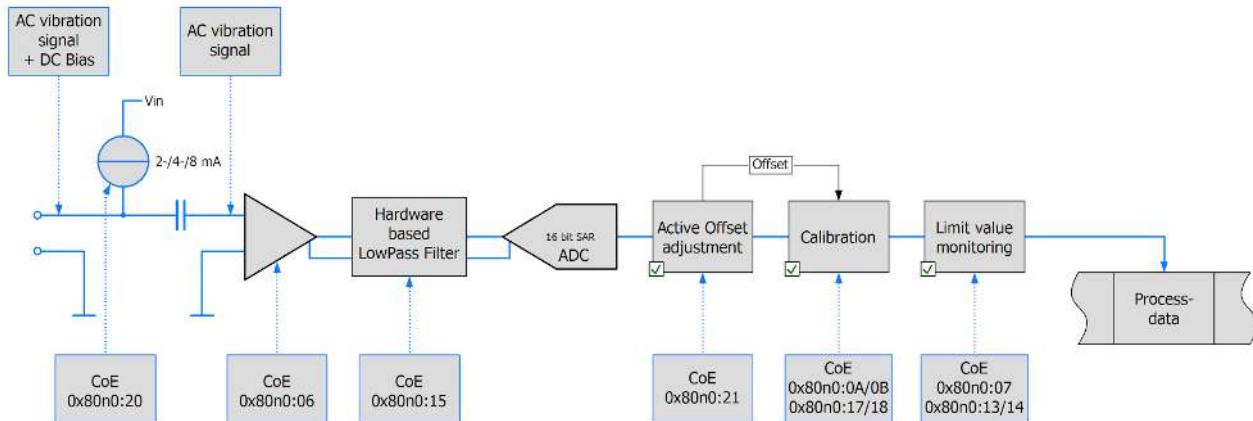 AC vibration
signal
+ DC Bias
AC vibration
signal
Vin
2-/4-/8 mA
Offset
Hardware
based
LowPass Filter
16 bit SAR
ADC
Active Offset
adjustment
Calibration
Limit value
monitoring
Process-
data
CoE
0x80n0:20
CoE
0x80n0:06
CoE
0x80n0:15
CoE
0x80n0:21
CoE
0x80n0:0A/0B
0x80n0:17/18
CoE
0x80n0:07
0x80n0:13/14